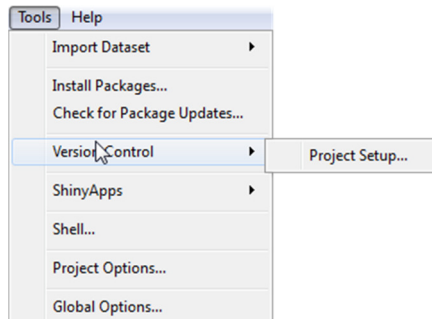 Tools Help
Import Dataset
Install Packages...
Check for Package Updates...
Version Control
Project Setup...
ShinyApps
Shell...
Project Options...
Global Options...